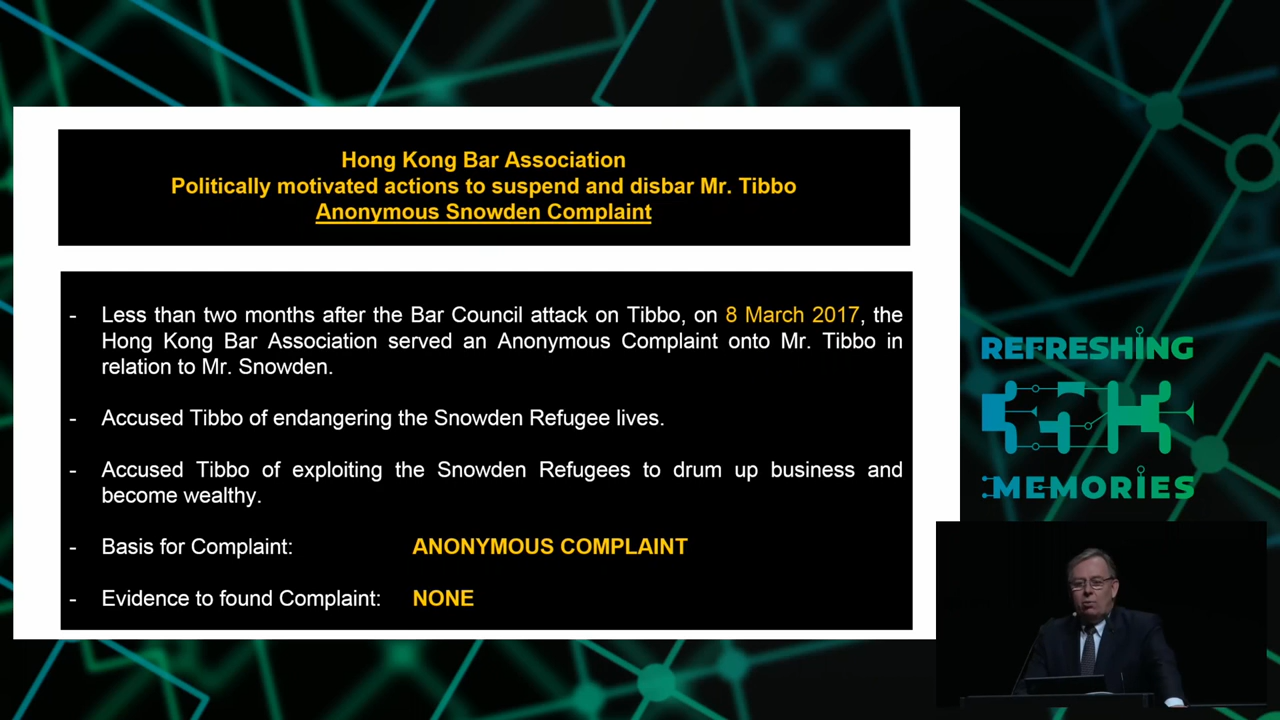 Hong Kong Bar Association
Politically motivated actions to suspend and disbar Mr. Tibbo
Anonymous Snowden Complaint
- Less than two months after the Bar Council attack on Tibbo, on 8 March 2017, the
Hong Kong Bar Association served an Anonymous Complaint onto Mr. Tibbo in
relation to Mr. Snowden.
- Accused Tibbo of endangering the Snowden Refugee lives.
- Accused Tibbo of exploiting the Snowden Refugees to drum up business and
become wealthy.
- Basis for Complaint: ANONYMOUS COMPLAINT
- Evidence to found Complaint: NONE
REFRESHING
MEMORIES